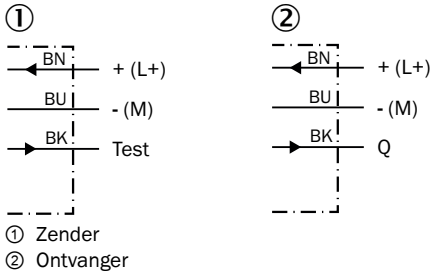 ① ②
BN + (L+) BN + (L+)
BU - (M) BU - (M)
BK Test BK Q
① Zender
② Ontvanger